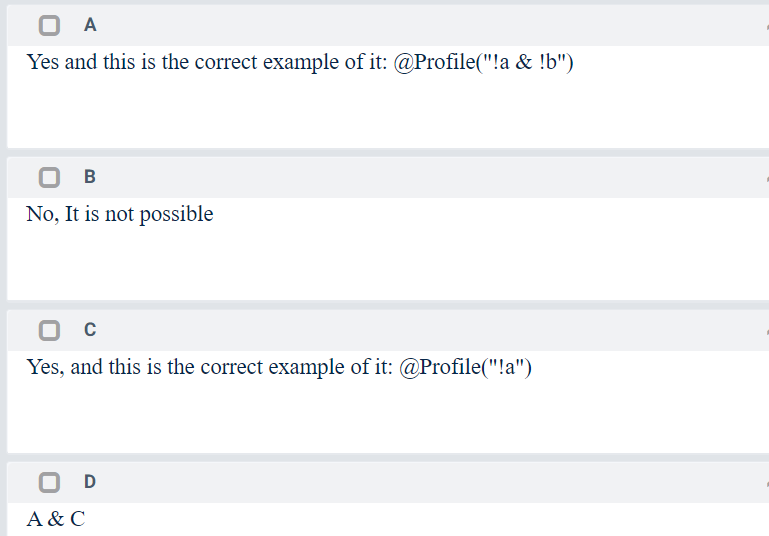 A
Yes and this is the correct example of it: @Profile("!a & !b")
B
No, It is not possible
C
Yes, and this is the correct example of it: @Profile("!a")
D
A & C